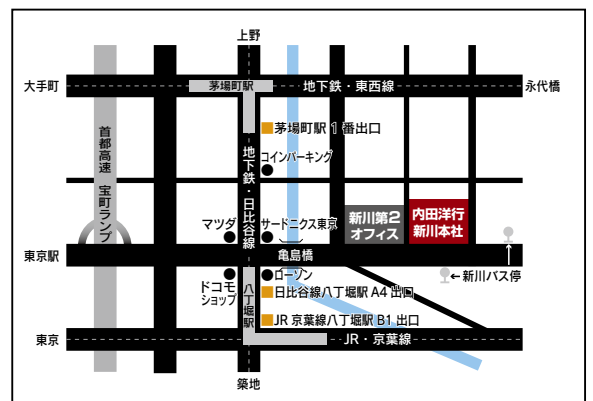 上野
大手町
茅場町駅
地下鉄・東西線
永代橋
茅場町駅 1 番出口
首都高速 宝町ランプ
地下鉄・日比谷線
コインパーキング
マツダ
サードニクス東京
新川第2
オフィス
内田洋行
新川本社
東京駅
亀島橋
ドコモ
ショップ
八丁堀駅
ローソン
←新川バス停
日比谷線八丁堀駅 A4 出口
JR 京葉線八丁堀駅 B1 出口
東京
JR・京葉線
築地